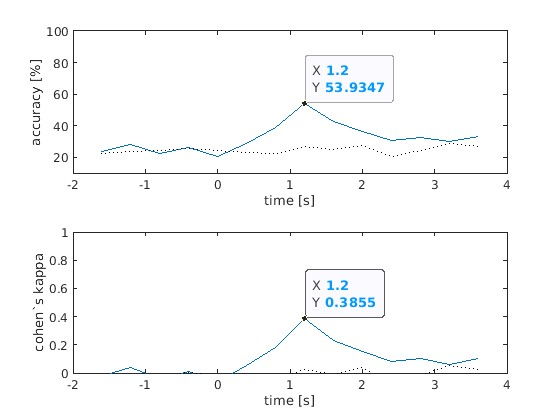 100
80
60
40
20
accuracy [%]
X 1.2
Y 53.9347
-2 -1 0 1 2 3 4
time [s]
1
0.8
0.6
0.4
0.2
0
cohen`s kappa
X 1.2
Y 0.3855
-2 -1 0 1 2 3 4
time [s]